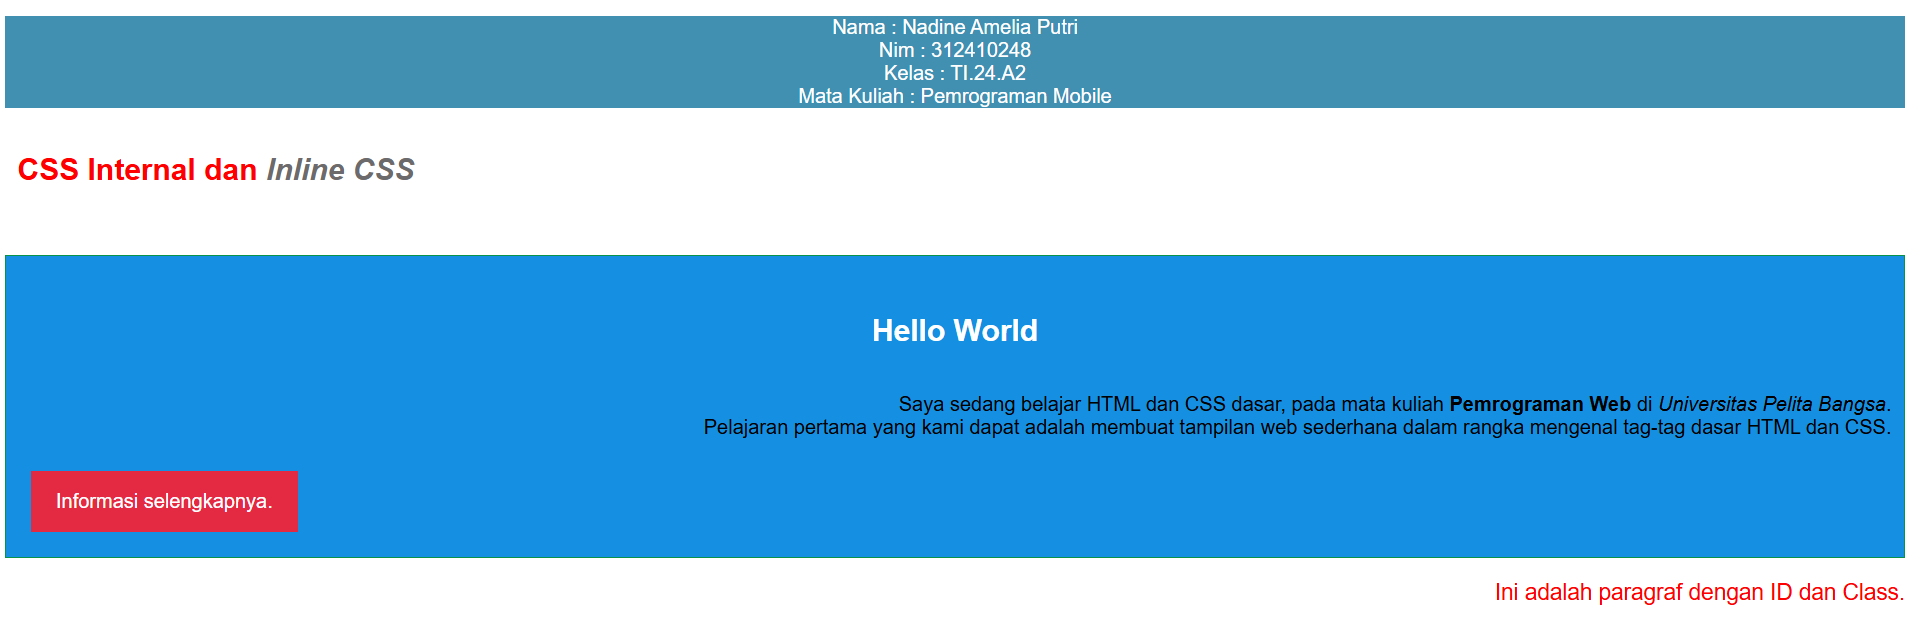 Nama : Nadine Amelia Putri
Nim : 312410248
Kelas : TI.24.A2
Mata Kuliah : Pemrograman Mobile
CSS Internal dan Inline CSS
Hello World
Saya sedang belajar HTML dan CSS dasar, pada mata kuliah Pemrograman Web di Universitas Pelita Bangsa.
Pelajaran pertama yang kami dapat adalah membuat tampilan web sederhana dalam rangka mengenal tag-tag dasar HTML dan CSS.
Informasi selengkapnya.
Ini adalah paragraf dengan ID dan Class.